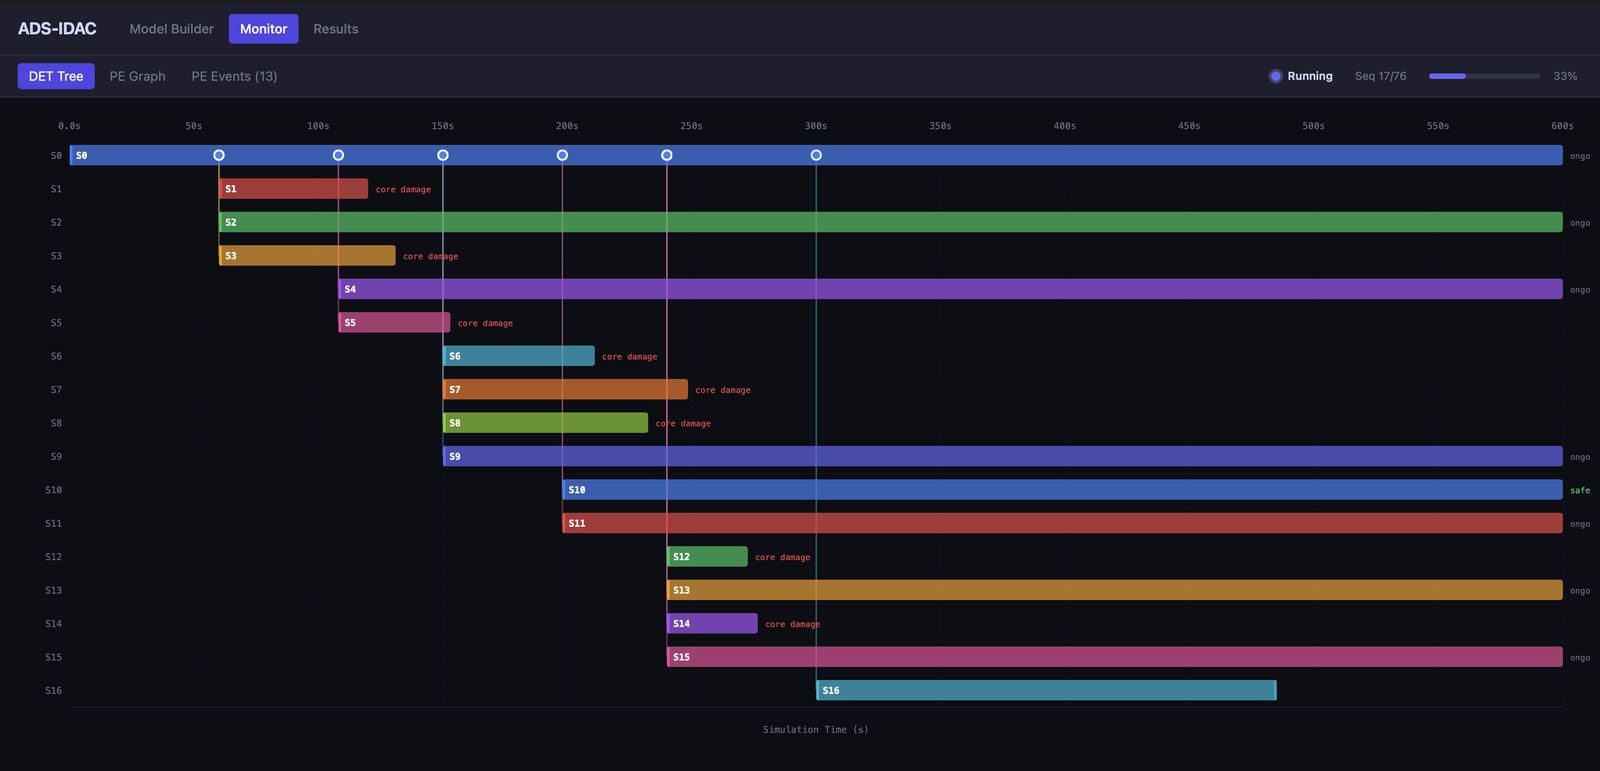 ADS-IDAC Model Builder Monitor Results
DET Tree PE Graph PE Events (13) Running Seq 17/76 33%
0.0s 50s 100s 150s 200s 250s 300s 350s 400s 450s 500s 550s 600s
S0 S0 ongo
S1 S1 core damage
S2 S2 ongo
S3 S3 core damage
S4 S4 ongo
S5 S5 core damage
S6 S6 core damage
S7 S7 core damage
S8 S8 core damage
S9 S9 ongo
S10 S10 safe
S11 S11 ongo
S12 S12 core damage
S13 S13 ongo
S14 S14 core damage
S15 S15 ongo
S16 S16
Simulation Time (s)